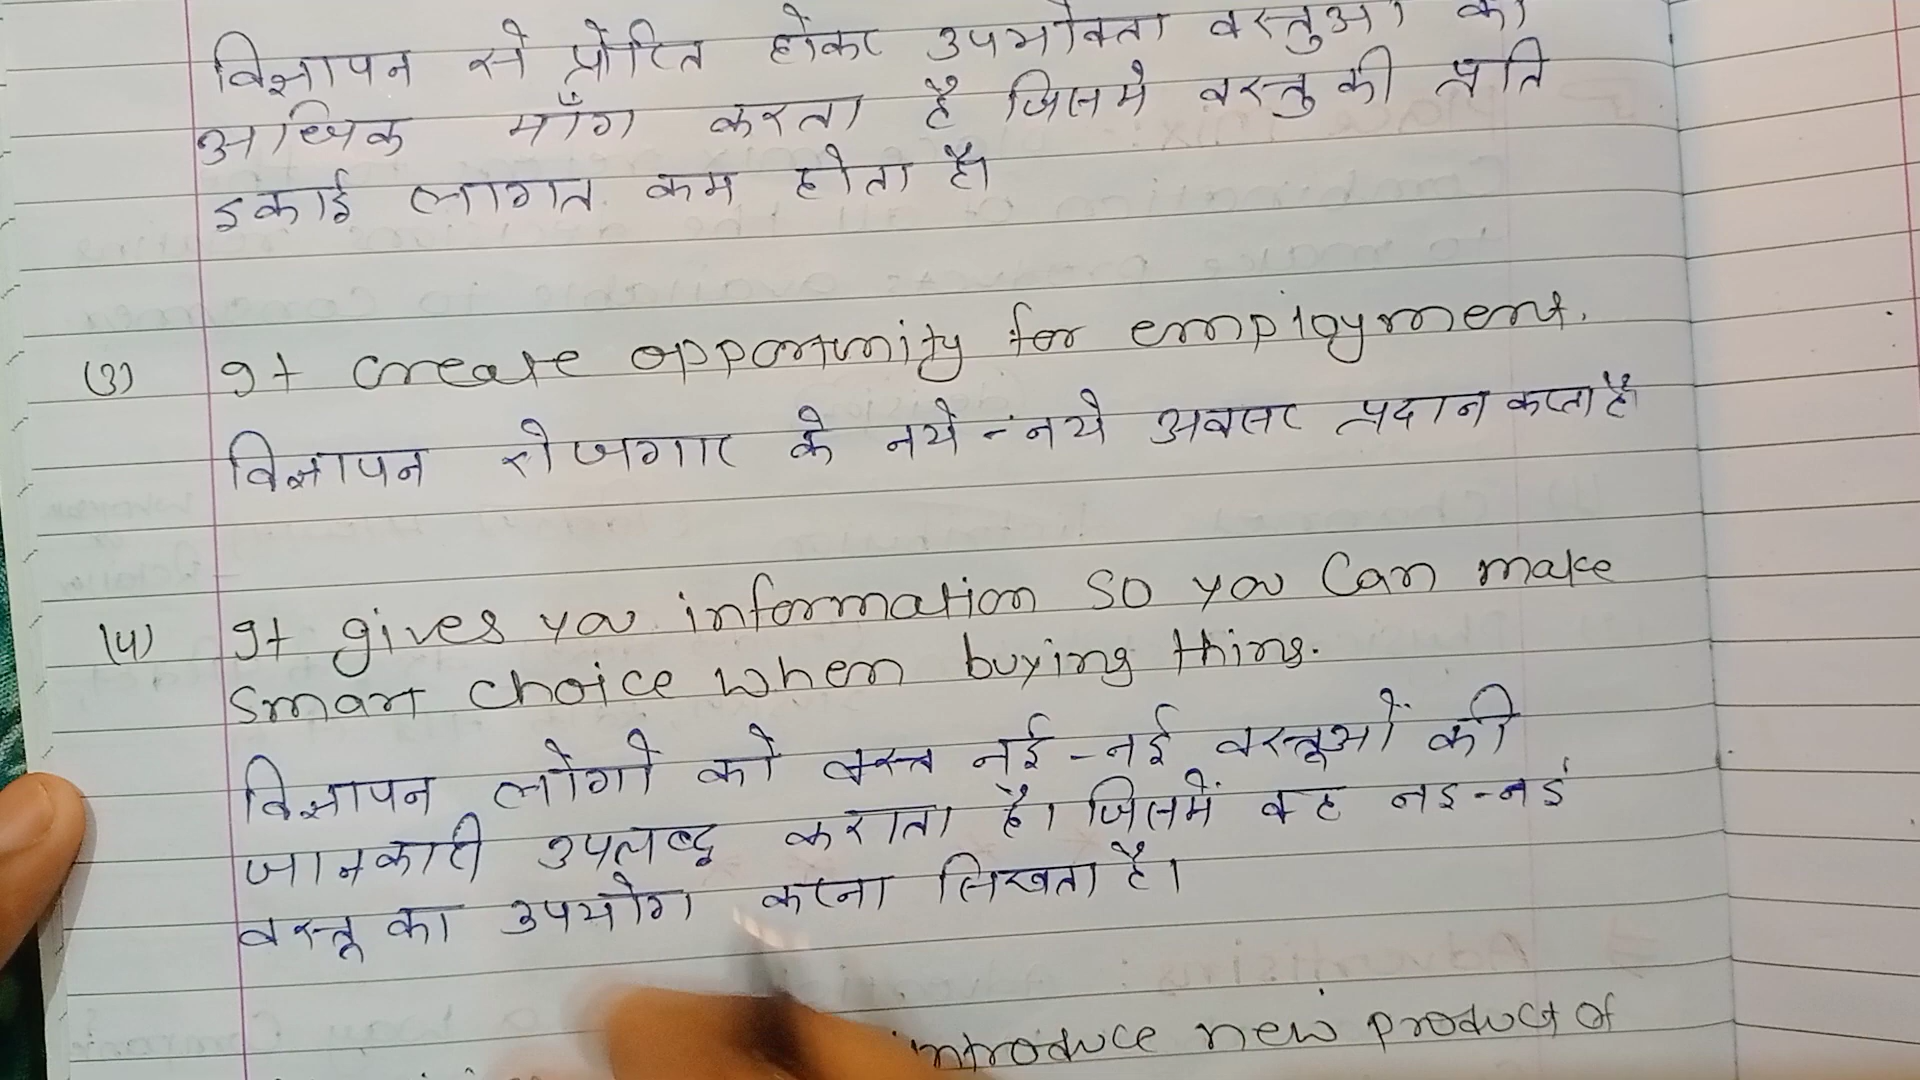 विज्ञापन से प्रेरित होकर उपभोक्ता वस्तुओ की
अधिक माँग करता है जिसमे वस्तु की प्रति
इकाई लागत कम होता है।
(3) It create opportunity for employment.
विज्ञापन रोजगार के नये-नये अवसर प्रदान करता है।
(4) It gives you information so you can make
smart choice when buying thing.
विज्ञापन लोगो को नई-नई वस्तूओं की
जानकारी उपलब्द्ध कराता है। जिसमें वह नइ-नई
वस्तू का उपयोग करना सिखता है।
introduce new product of